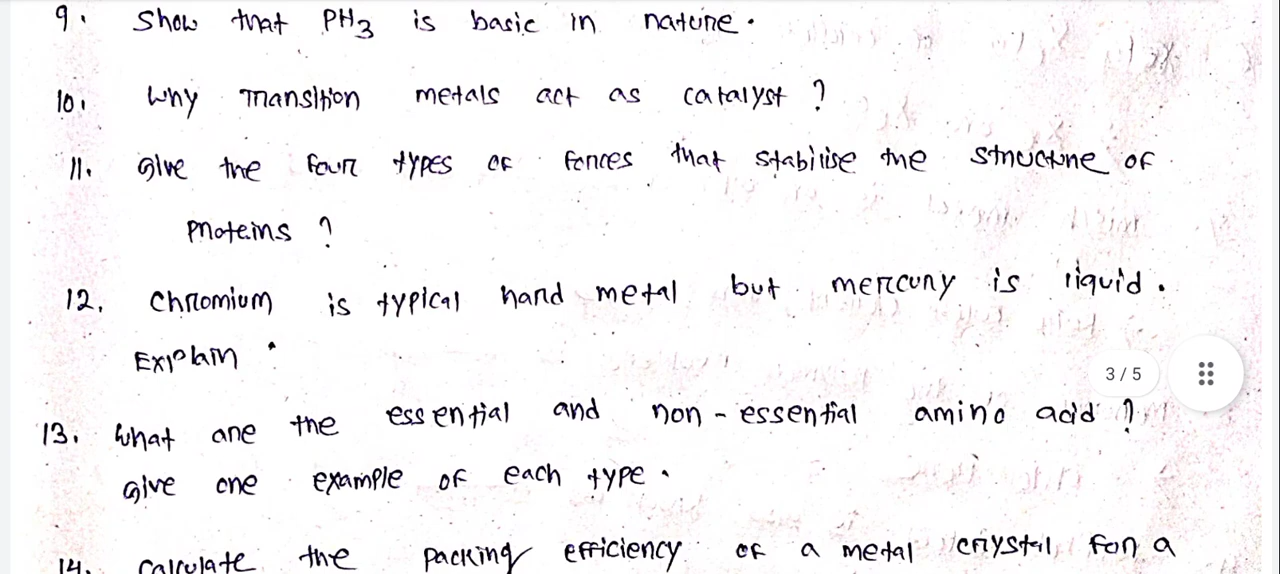 9. Show that PH3 is basic in nature.
10. Why transition metals act as catalyst ?
11. Give the four types of forces that stabilise the structure of
proteins ?
12. Chromium is typical hard metal but mercury is liquid.
Explain
3 / 5
13. What are the essential and non-essential amino acid ?
Give one example of each type.
14. Calculate the packing efficiency of a metal crystal for a